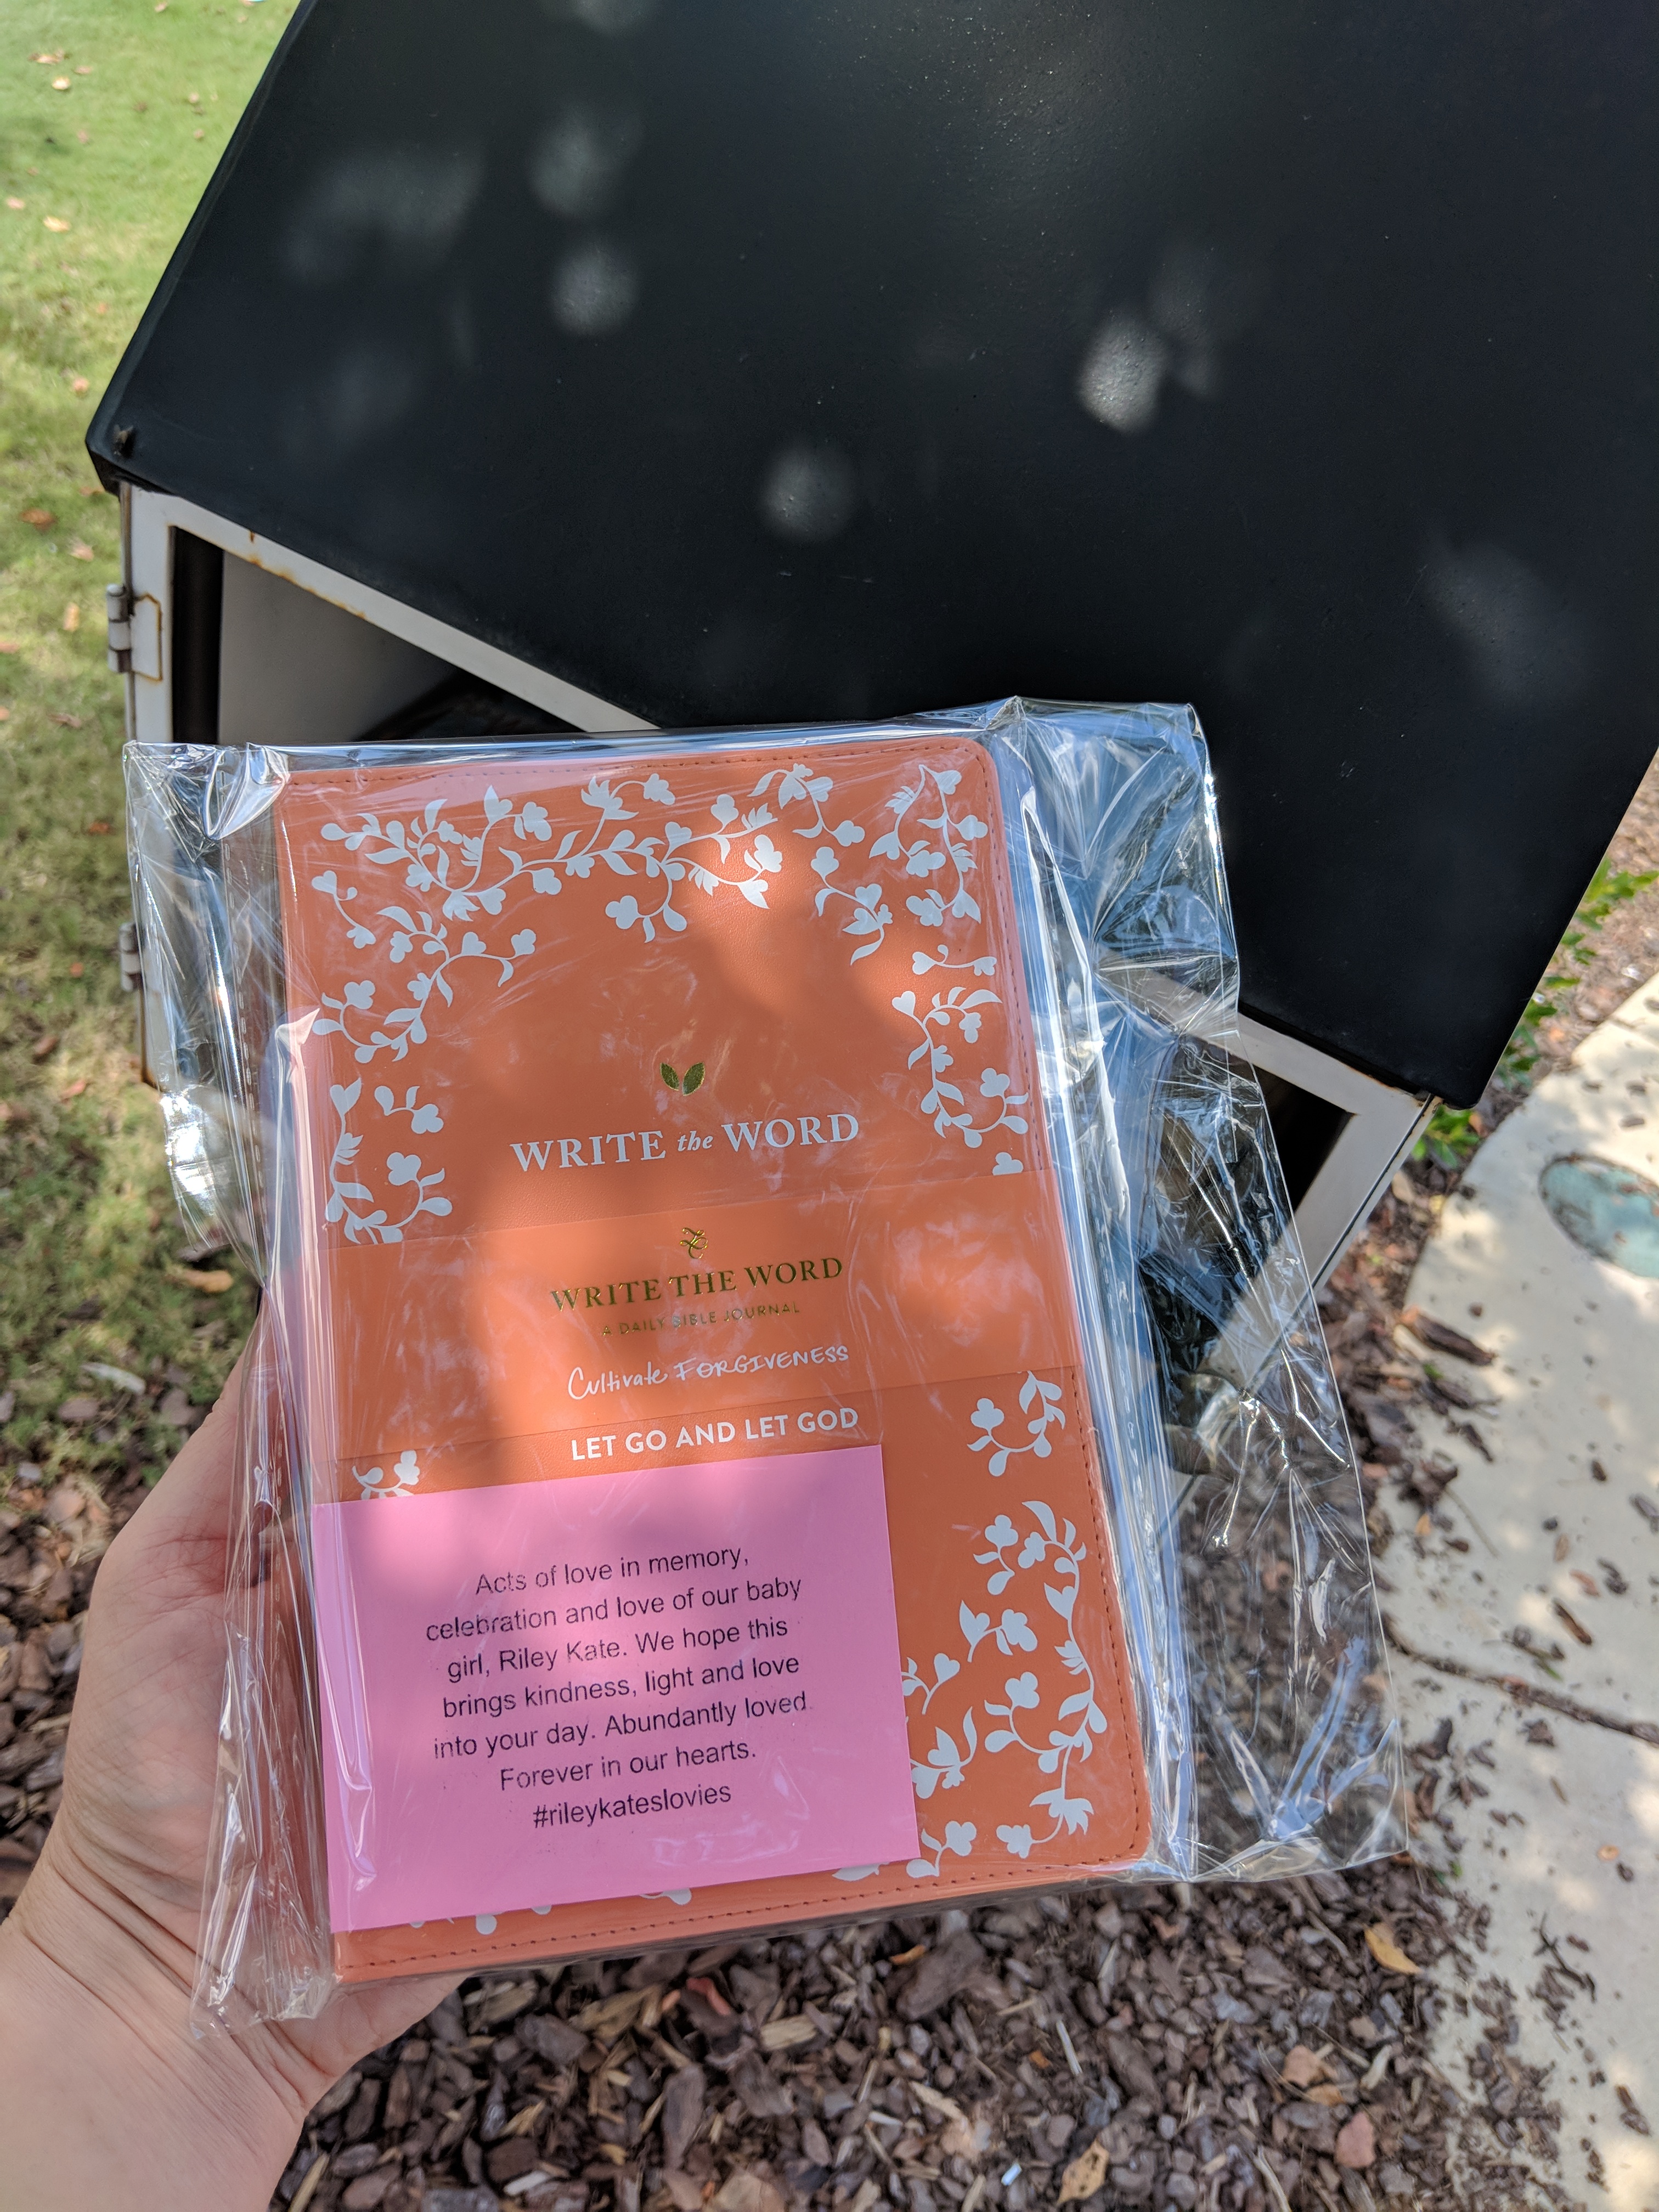 WRITE the WORD
WRITE THE WORD
A DAILY BIBLE JOURNAL
Cultivate FORGIVENESS
LET GO AND LET GOD
Acts of love in memory,
celebration and love of our baby
girl, Riley Kate. We hope this
brings kindness, light and love
into your day. Abundantly loved.
Forever in our hearts.
#rileykateslovies